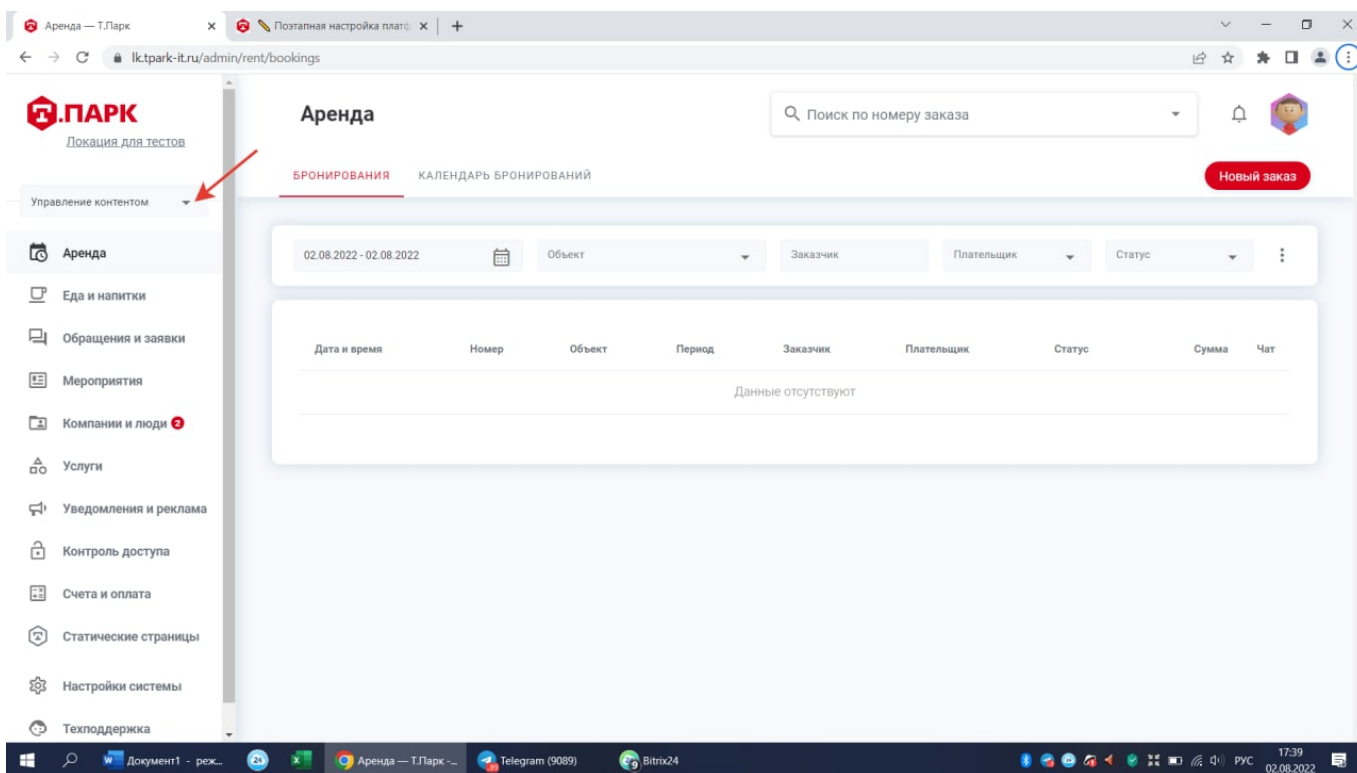 Аренда — Т.Парк
Поэтапная настройка платф
lk.tpark-it.ru/admin/rent/bookings
Т.ПАРК
Локация для тестов
Аренда
Поиск по номеру заказа
БРОНИРОВАНИЯ
КАЛЕНДАРЬ БРОНИРОВАНИЙ
Новый заказ
Управление контентом
Аренда
Еда и напитки
Обращения и заявки
Мероприятия
Компании и люди 2
Услуги
Уведомления и реклама
Контроль доступа
Счета и оплата
Статические страницы
Настройки системы
Техподдержка
02.08.2022 - 02.08.2022
Объект
Заказчик
Плательщик
Статус
Дата и время Номер Объект Период Заказчик Плательщик Статус Сумма Чат
Данные отсутствуют
Документ1 - реж...
24
Аренда — Т.Парк -...
Telegram (9089)
Bitrix24
РУС
17:39
02.08.2022